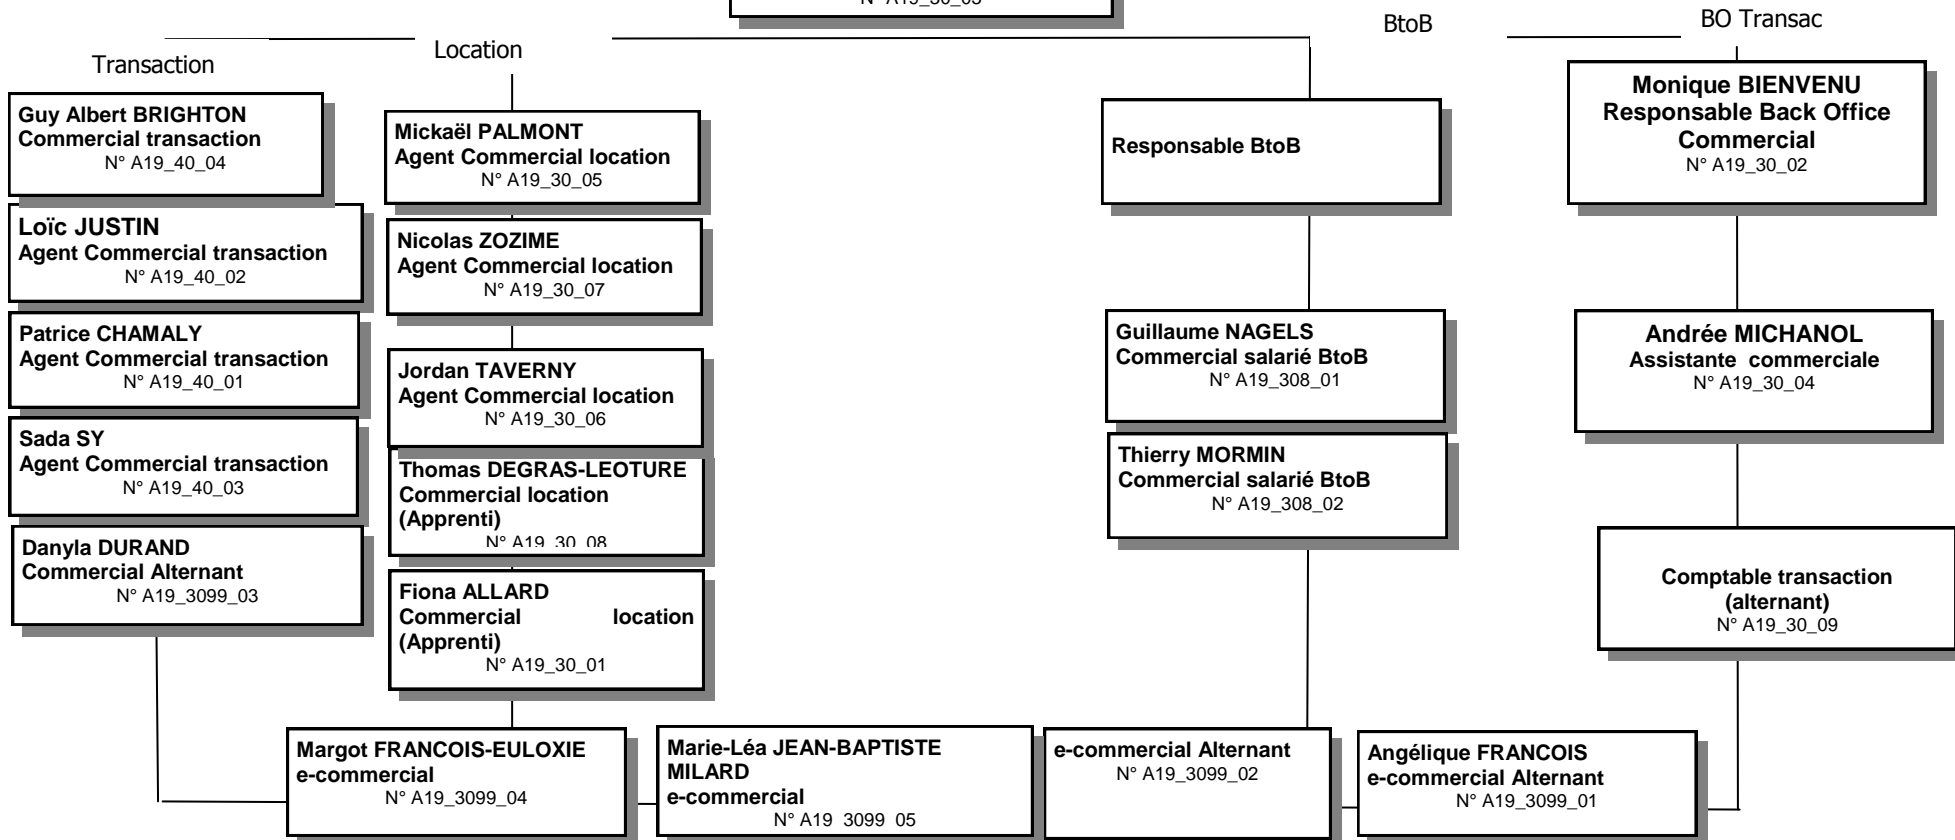 N° A19_30_03
BtoB
BO Transac
Location
Transaction
Guy Albert BRIGHTON
Commercial transaction
N° A19_40_04
Loïc JUSTIN
Agent Commercial transaction
N° A19_40_02
Patrice CHAMALY
Agent Commercial transaction
N° A19_40_01
Sada SY
Agent Commercial transaction
N° A19_40_03
Danyla DURAND
Commercial Alternant
N° A19_3099_03
Mickaël PALMONT
Agent Commercial location
N° A19_30_05
Nicolas ZOZIME
Agent Commercial location
N° A19_30_07
Jordan TAVERNY
Agent Commercial location
N° A19_30_06
Thomas DEGRAS-LEOTURE
Commercial location
(Apprenti)
N° A19_30_08
Fiona ALLARD
Commercial location
(Apprenti)
N° A19_30_01
Responsable BtoB
Guillaume NAGELS
Commercial salarié BtoB
N° A19_308_01
Thierry MORMIN
Commercial salarié BtoB
N° A19_308_02
Monique BIENVENU
Responsable Back Office
Commercial
N° A19_30_02
Andrée MICHANOL
Assistante commerciale
N° A19_30_04
Comptable transaction
(alternant)
N° A19_30_09
Margot FRANCOIS-EULOXIE
e-commercial
N° A19_3099_04
Marie-Léa JEAN-BAPTISTE
MILARD
e-commercial
N° A19_3099_05
e-commercial Alternant
N° A19_3099_02
Angélique FRANCOIS
e-commercial Alternant
N° A19_3099_01